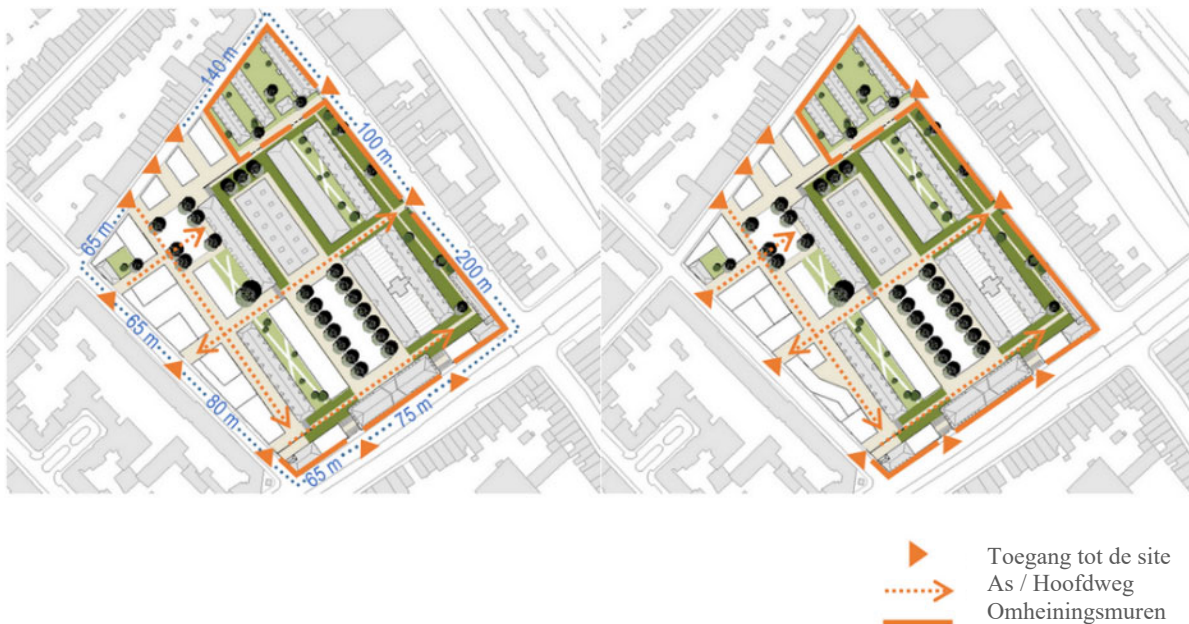 140 m
100 m
65 m
200 m
65 m
80 m
75 m
65 m
Toegang tot de site
As / Hoofdweg
Omheiningsmuren